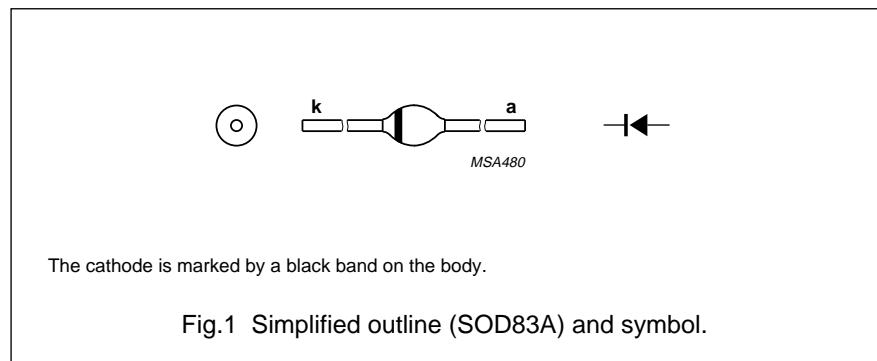 k a
MSA480
The cathode is marked by a black band on the body.
Fig.1 Simplified outline (SOD83A) and symbol.